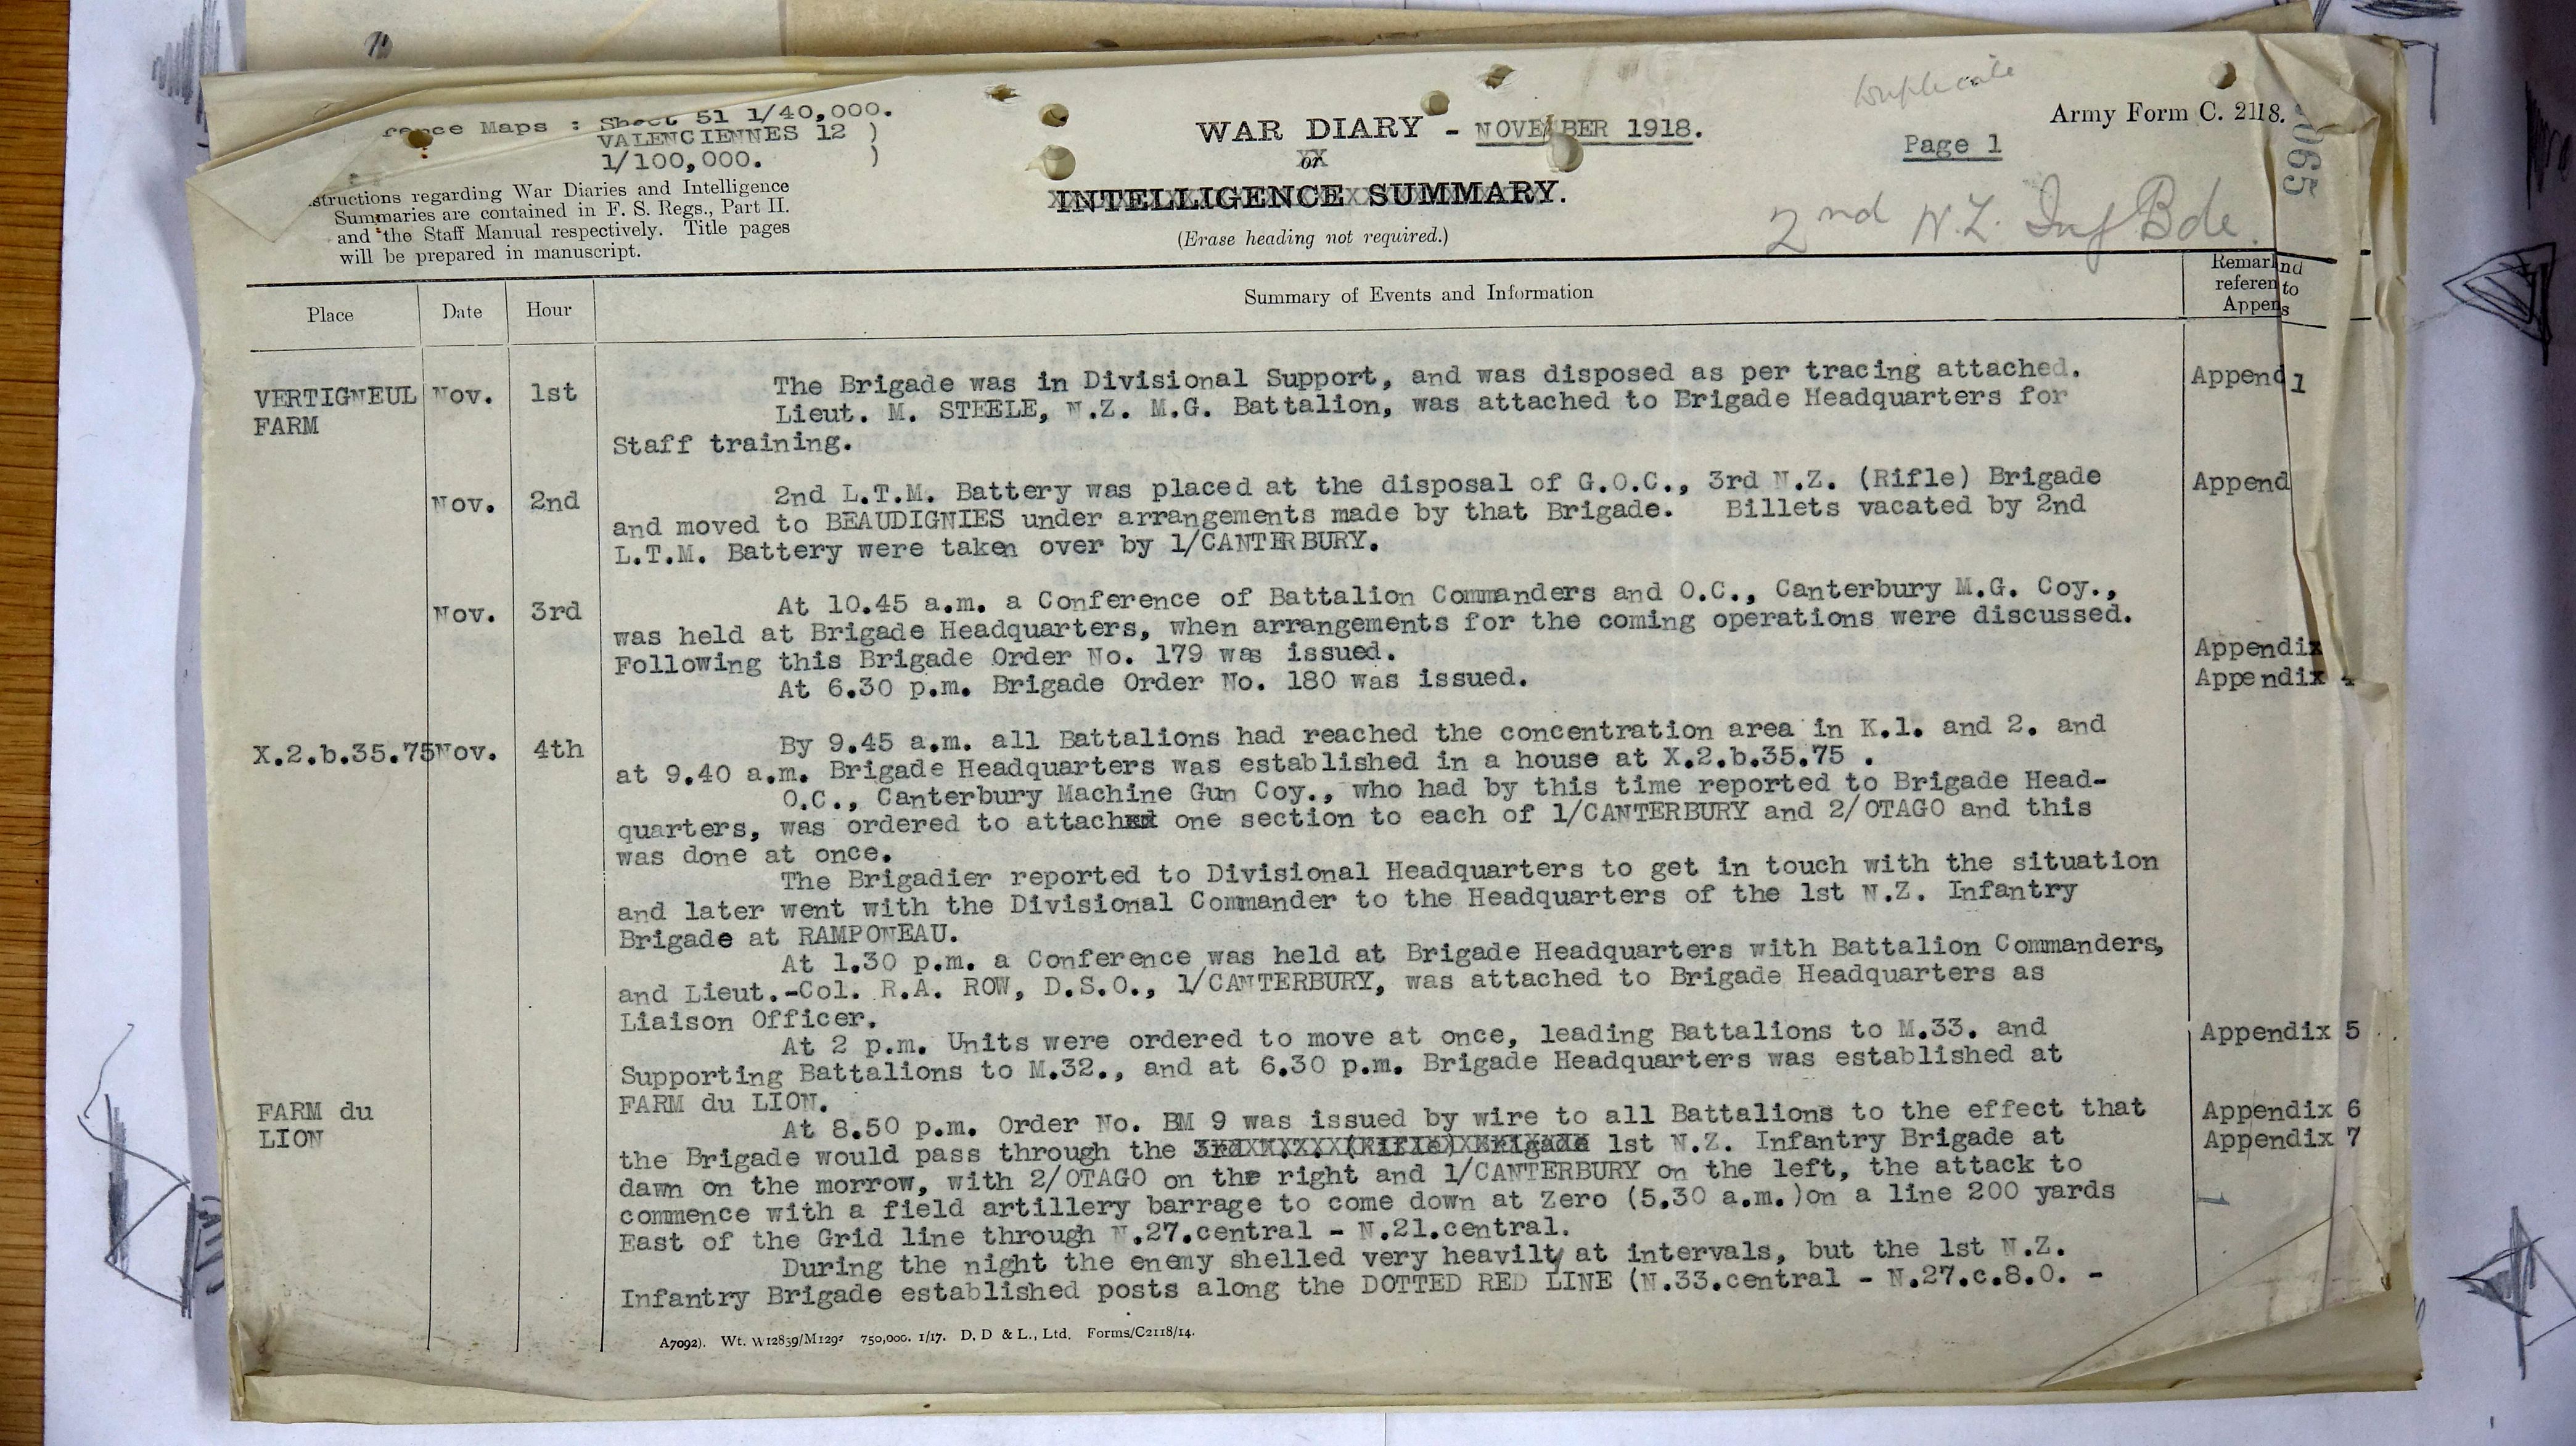 ce Maps : Sheet 51 1/40,000.
VALENCIENNES 12 )
1/100,000. )
WAR DIARY - NOVEMBER 1918.
or
INTELLIGENCE SUMMARY.
(Erase heading not required.)
Duplicate
Army Form C. 2118.
Page 1
2nd N.Z. Inf Bde.
065
structions regarding War Diaries and Intelligence
Summaries are contained in F. S. Regs., Part II.
and the Staff Manual respectively. Title pages
will be prepared in manuscript.
Place Date Hour Summary of Events and Information
Remar nd
referen to
Appen s
VERTIGNEUL FARM Nov. 1st
The Brigade was in Divisional Support, and was disposed as per tracing attached. Append 1
Lieut. M. STEELE, N.Z. M.G. Battalion, was attached to Brigade Headquarters for
Staff training.
Nov. 2nd 2nd L.T.M. Battery was placed at the disposal of G.O.C., 3rd N.Z. (Rifle) Brigade Append
and moved to BEAUDIGNIES under arrangements made by that Brigade. Billets vacated by 2nd
L.T.M. Battery were taken over by 1/CANTERBURY.
Nov. 3rd At 10.45 a.m. a Conference of Battalion Commanders and O.C., Canterbury M.G. Coy.,
was held at Brigade Headquarters, when arrangements for the coming operations were discussed.
Following this Brigade Order No. 179 was issued. Appendix
At 6.30 p.m. Brigade Order No. 180 was issued. Appendix 4
X.2.b.35.75 Nov. 4th By 9.45 a.m. all Battalions had reached the concentration area in K.1. and 2. and
at 9.40 a.m. Brigade Headquarters was established in a house at X.2.b.35.75 .
O.C., Canterbury Machine Gun Coy., who had by this time reported to Brigade Head-
quarters, was ordered to attach one section to each of 1/CANTERBURY and 2/OTAGO and this
was done at once.
The Brigadier reported to Divisional Headquarters to get in touch with the situation
and later went with the Divisional Commander to the Headquarters of the 1st N.Z. Infantry
Brigade at RAMPONEAU.
At 1.30 p.m. a Conference was held at Brigade Headquarters with Battalion Commanders,
and Lieut.-Col. R.A. ROW, D.S.O., 1/CANTERBURY, was attached to Brigade Headquarters as
Liaison Officer.
At 2 p.m. Units were ordered to move at once, leading Battalions to M.33. and Appendix 5
Supporting Battalions to M.32., and at 6.30 p.m. Brigade Headquarters was established at
FARM du LION.
FARM du LION
At 8.50 p.m. Order No. BM 9 was issued by wire to all Battalions to the effect that Appendix 6
the Brigade would pass through the 3rd N.Z. (Rifle) Brigade 1st N.Z. Infantry Brigade at Appendix 7
dawn on the morrow, with 2/OTAGO on the right and 1/CANTERBURY on the left, the attack to
commence with a field artillery barrage to come down at Zero (5.30 a.m.)on a line 200 yards
East of the Grid line through N.27.central - N.21.central.
During the night the enemy shelled very heavilty at intervals, but the 1st N.Z.
Infantry Brigade established posts along the DOTTED RED LINE (N.33.central - N.27.c.8.0. -
1
A7092). Wt. W12839/M129 750,000. 1/17. D. D & L., Ltd. Forms/C2118/14.